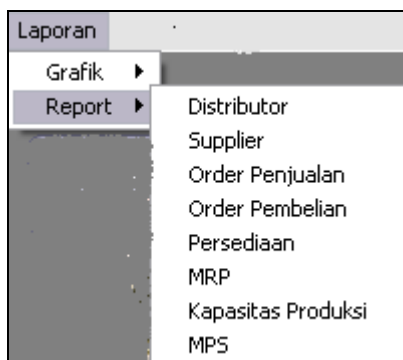 Laporan
Grafik
Report
Distributor
Supplier
Order Penjualan
Order Pembelian
Persediaan
MRP
Kapasitas Produksi
MPS